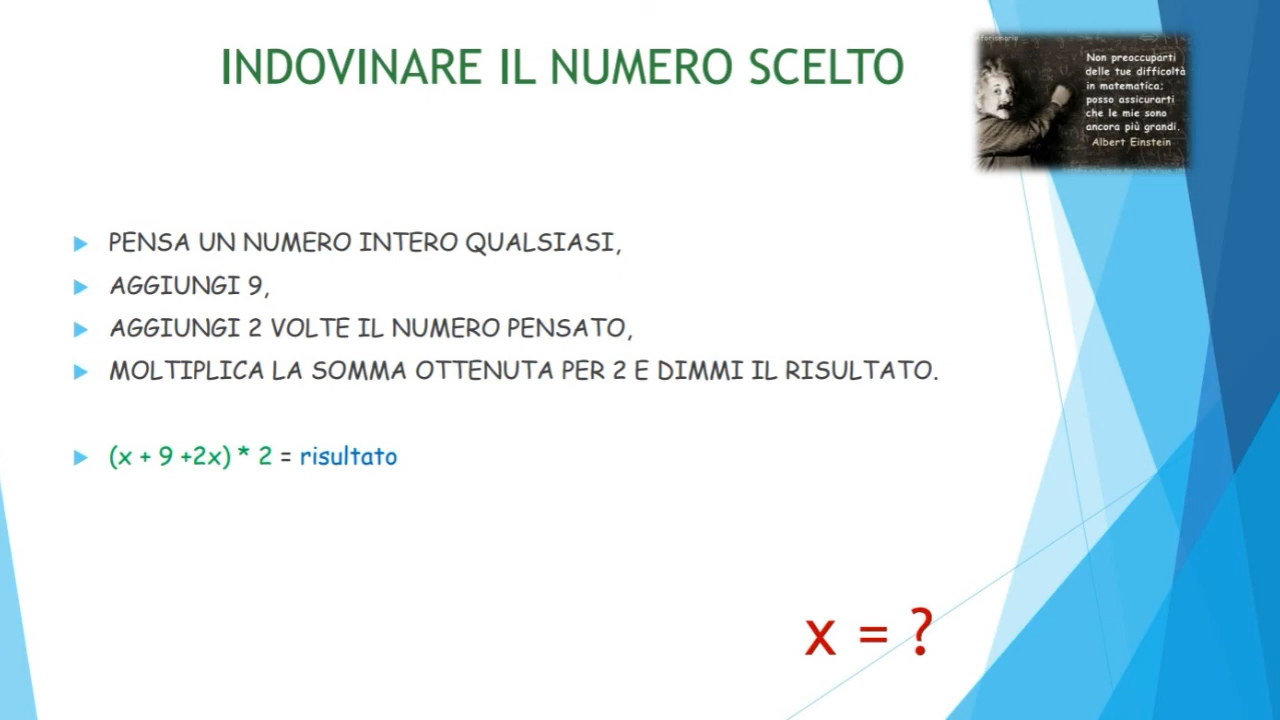 INDOVINARE IL NUMERO SCELTO
Non preoccuparti
delle tue difficoltà
in matematica;
posso assicurarti
che le mie sono
ancora più grandi.
Albert Einstein
PENSA UN NUMERO INTERO QUALSIASI,
AGGIUNGI 9,
AGGIUNGI 2 VOLTE IL NUMERO PENSATO,
MOLTIPLICA LA SOMMA OTTENUTA PER 2 E DIMMI IL RISULTATO.
(x + 9 +2x) * 2 = risultato
x = ?